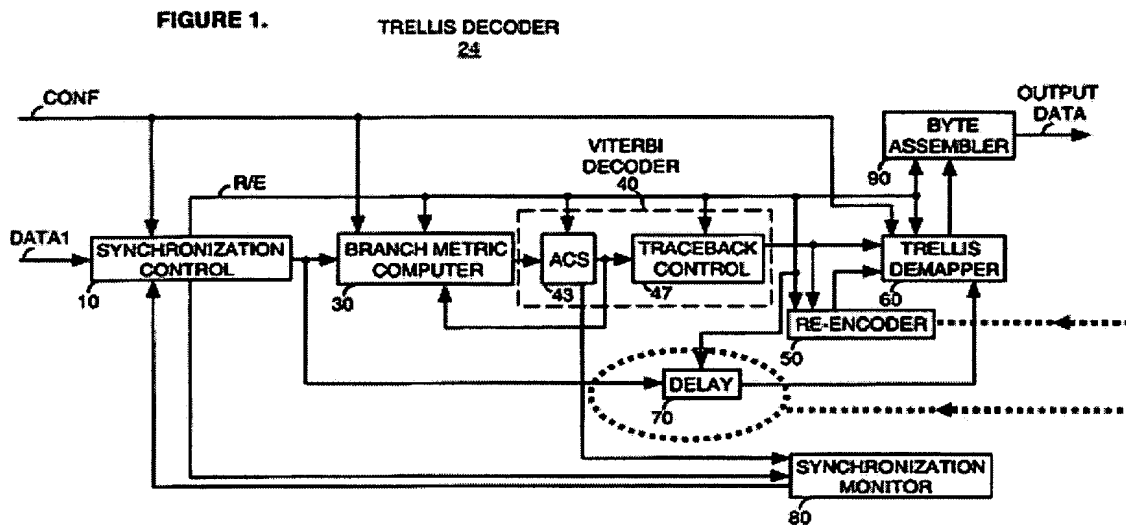 FIGURE 1.
TRELLIS DECODER
24
CONF
OUTPUT
DATA
BYTE
ASSEMBLER
90
VITERBI
DECODER
40
R/E
DATA1
SYNCHRONIZATION
CONTROL
10
BRANCH METRIC
COMPUTER
30
ACS
43
TRACEBACK
CONTROL
47
TRELLIS
DEMAPPER
60
RE-ENCODER
50
DELAY
70
SYNCHRONIZATION
MONITOR
80